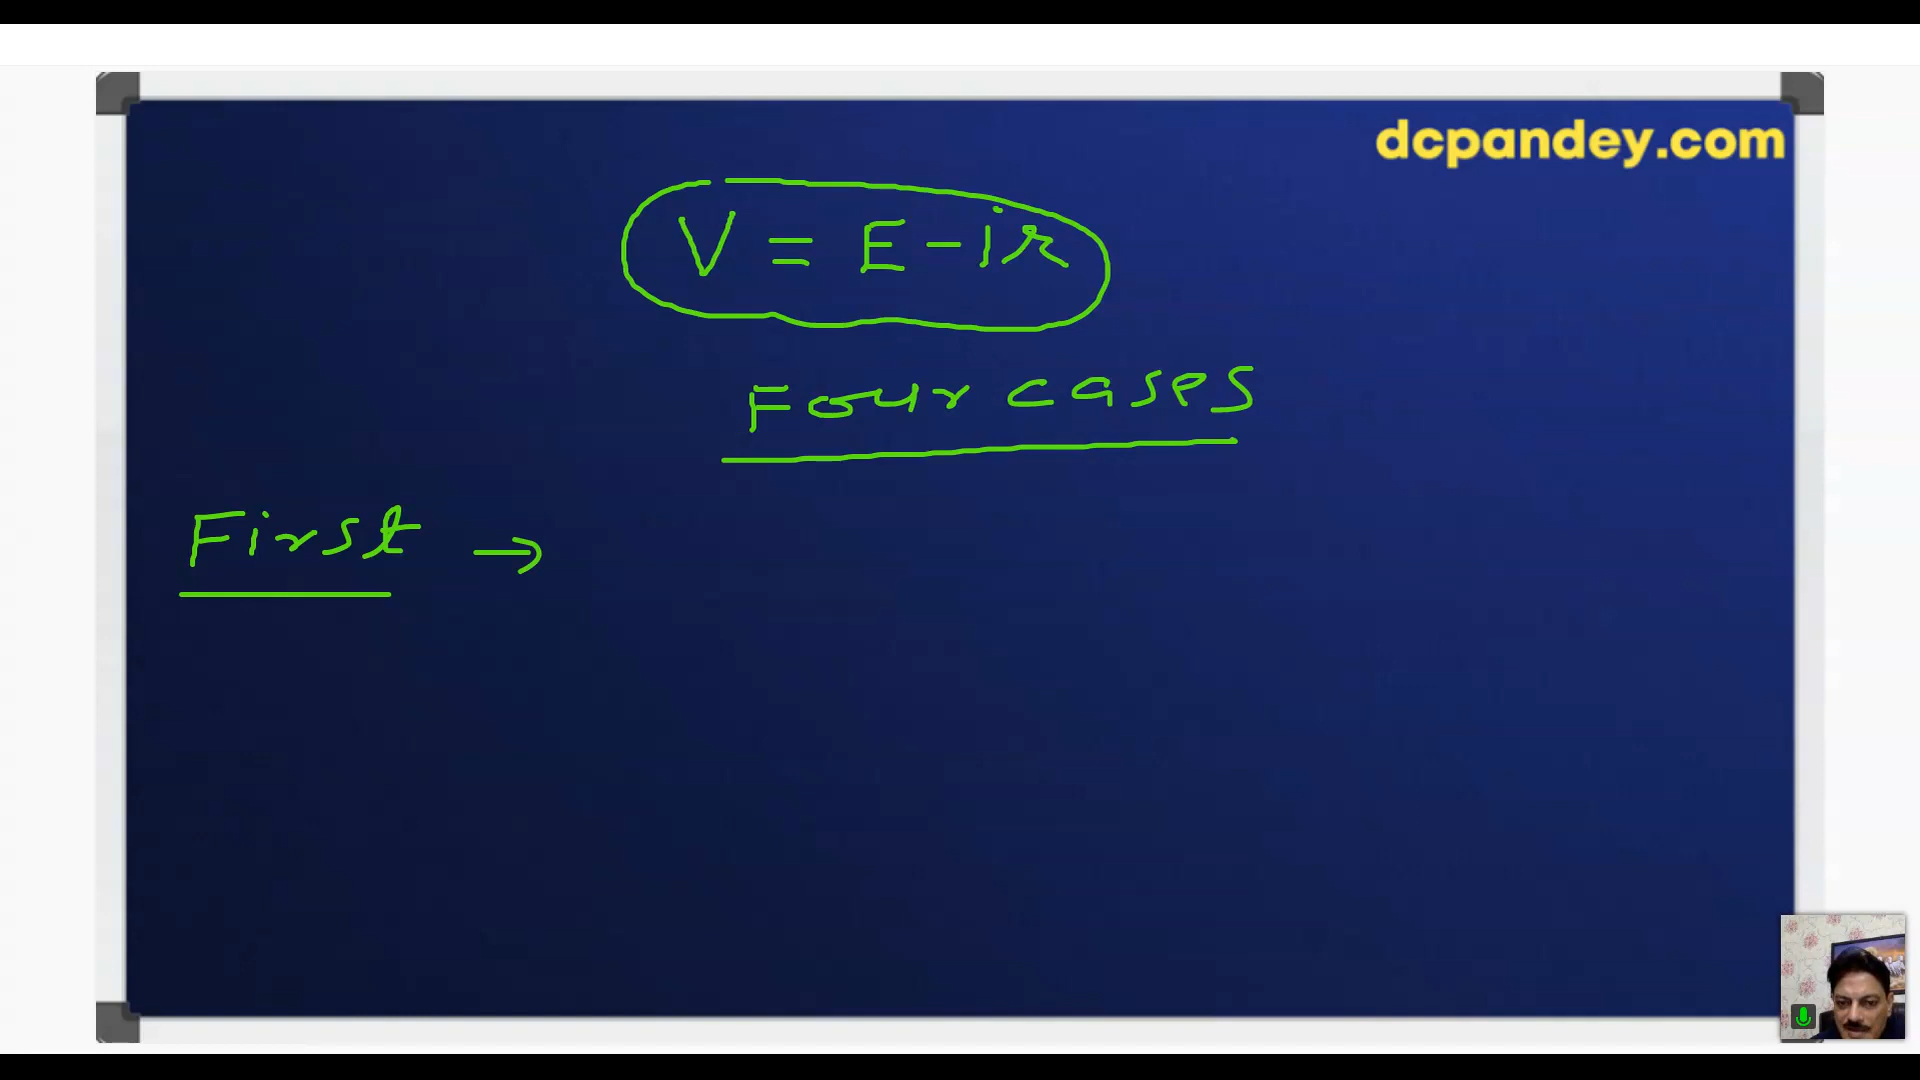 dcpandey.com
V = E - ir
Four cases
First →